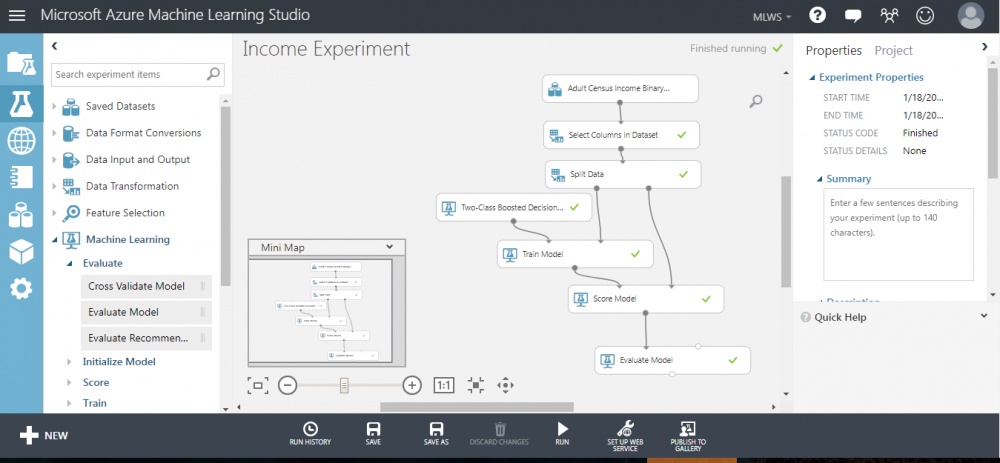 Microsoft Azure Machine Learning Studio
MLWS
?
Search experiment items
Saved Datasets
Data Format Conversions
Data Input and Output
Data Transformation
Feature Selection
Machine Learning
Evaluate
Cross Validate Model
Evaluate Model
Evaluate Recommen...
Initialize Model
Score
Train
Income Experiment
Finished running
Adult Census Income Binary...
Select Columns in Dataset
Split Data
Two-Class Boosted Decision...
Train Model
Score Model
Evaluate Model
Mini Map
1:1
Properties
Project
Experiment Properties
START TIME 1/18/20...
END TIME 1/18/20...
STATUS CODE Finished
STATUS DETAILS None
Summary
Enter a few sentences describing
your experiment (up to 140
characters).
Quick Help
NEW
RUN HISTORY
SAVE
SAVE AS
DISCARD CHANGES
RUN
SET UP WEB
SERVICE
PUBLISH TO
GALLERY